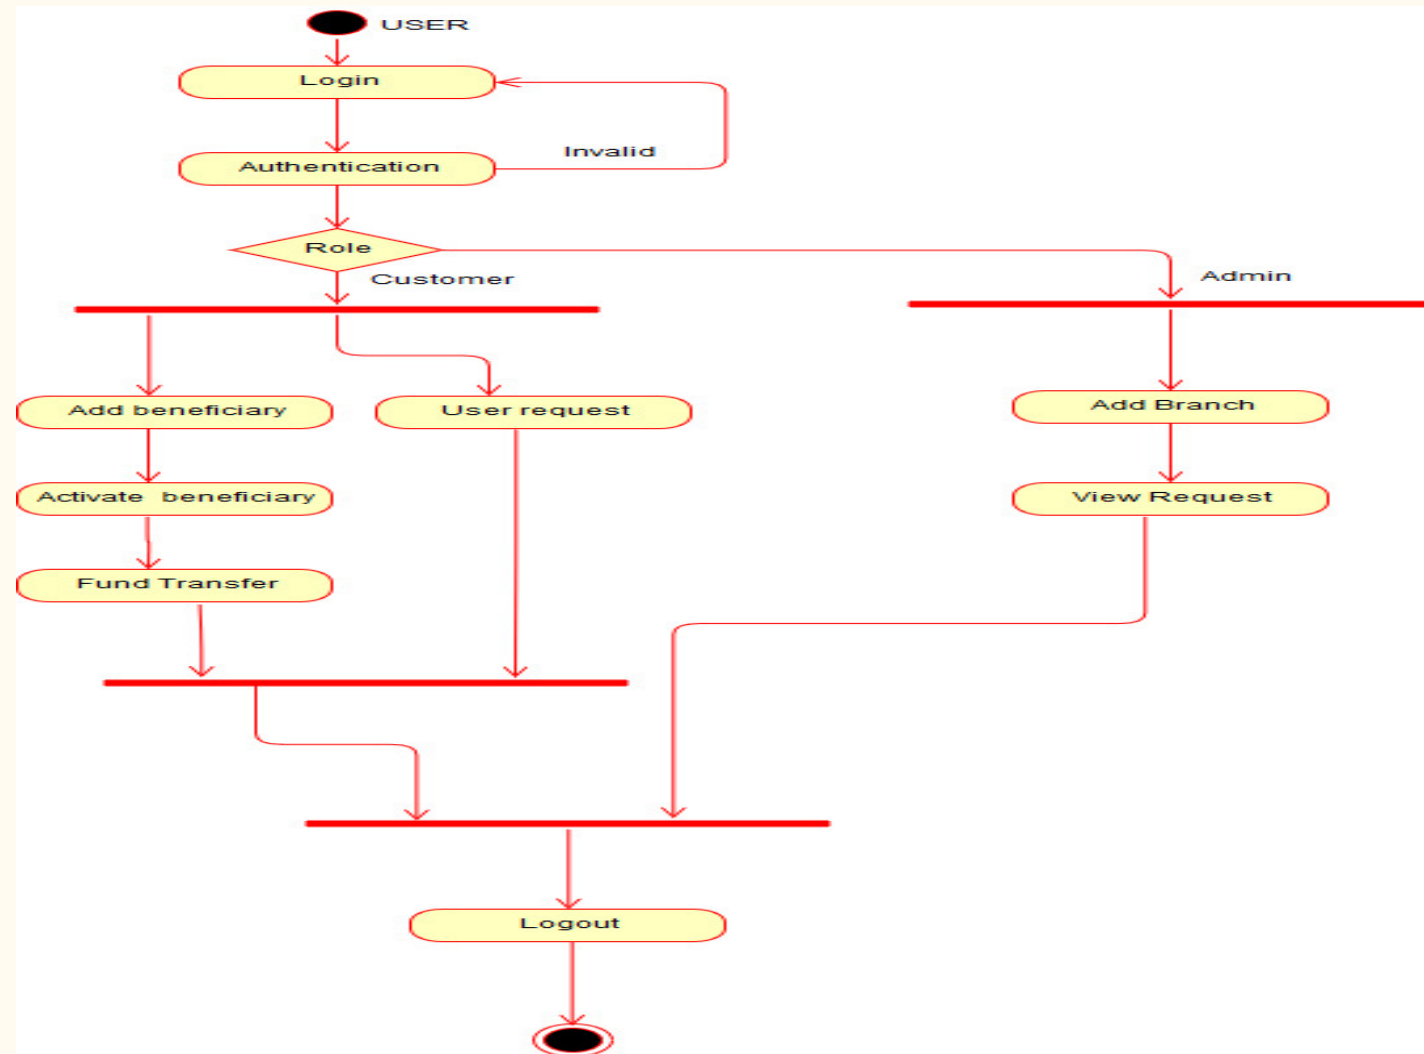 USER
Login
Invalid
Authentication
Role
Customer
Admin
Add beneficiary
User request
Add Branch
Activate beneficiary
View Request
Fund Transfer
Logout